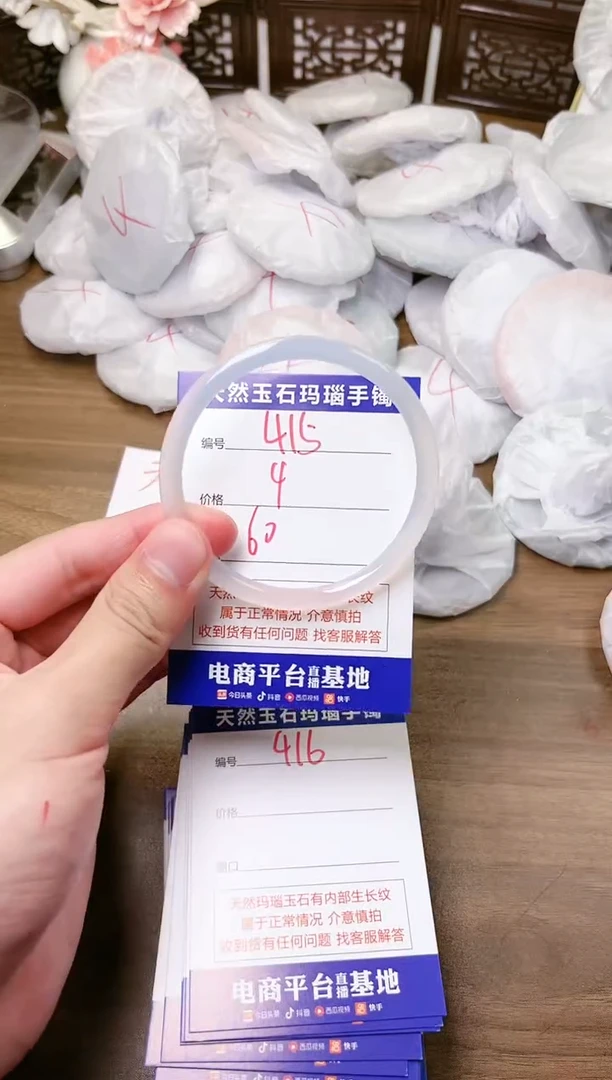 天然玉石玛瑙手镯
编号 415
价格 4
60
天然 长纹
属于正常情况 介意慎拍
收到货有任何问题 找客服解答
电商平台直播基地
今日头条 抖音 西瓜视频 快手
天然玉石玛瑙手镯
编号 416
价格
圈口
天然玛瑙玉石有内部生长纹
属于正常情况 介意慎拍
收到货有任何问题 找客服解答
电商平台直播基地
今日头条 抖音 西瓜视频 快手